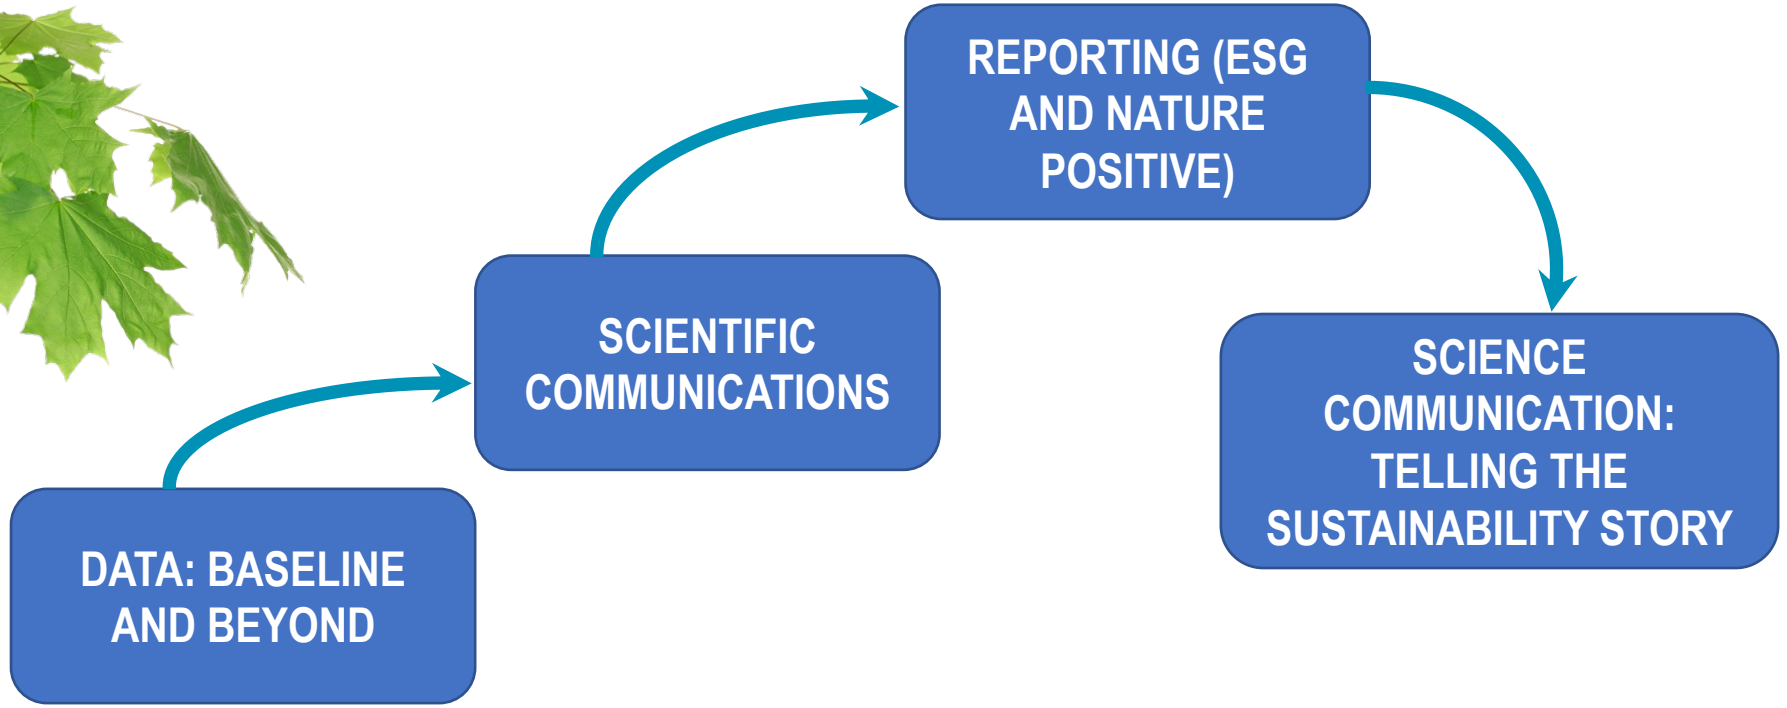 DATA: BASELINE
AND BEYOND
SCIENTIFIC
COMMUNICATIONS
REPORTING (ESG
AND NATURE
POSITIVE)
SCIENCE
COMMUNICATION:
TELLING THE
SUSTAINABILITY STORY